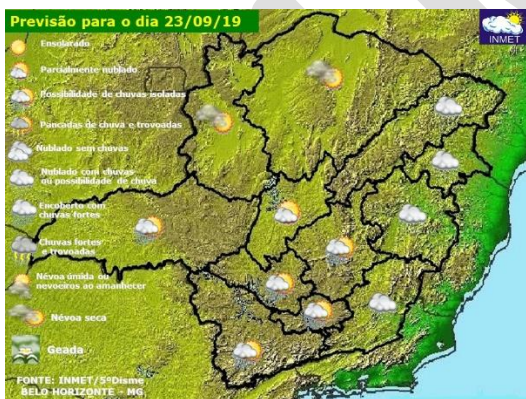 Previsão para o dia 23/09/19
INMET
Ensolarado
Parcialmente nublado
Possibilidade de chuvas isoladas
Pancadas de chuva e trovoadas
Nublado sem chuvas
Nublado com chuvas
ou possibilidade de chuva
Encoberto com
chuvas fortes
Chuvas fortes
e trovoadas
Névoa úmida ou
nevoeiros ao amanhecer
Névoa seca
Geada
FONTE: INMET/5ºDisme
BELO HORIZONTE - MG